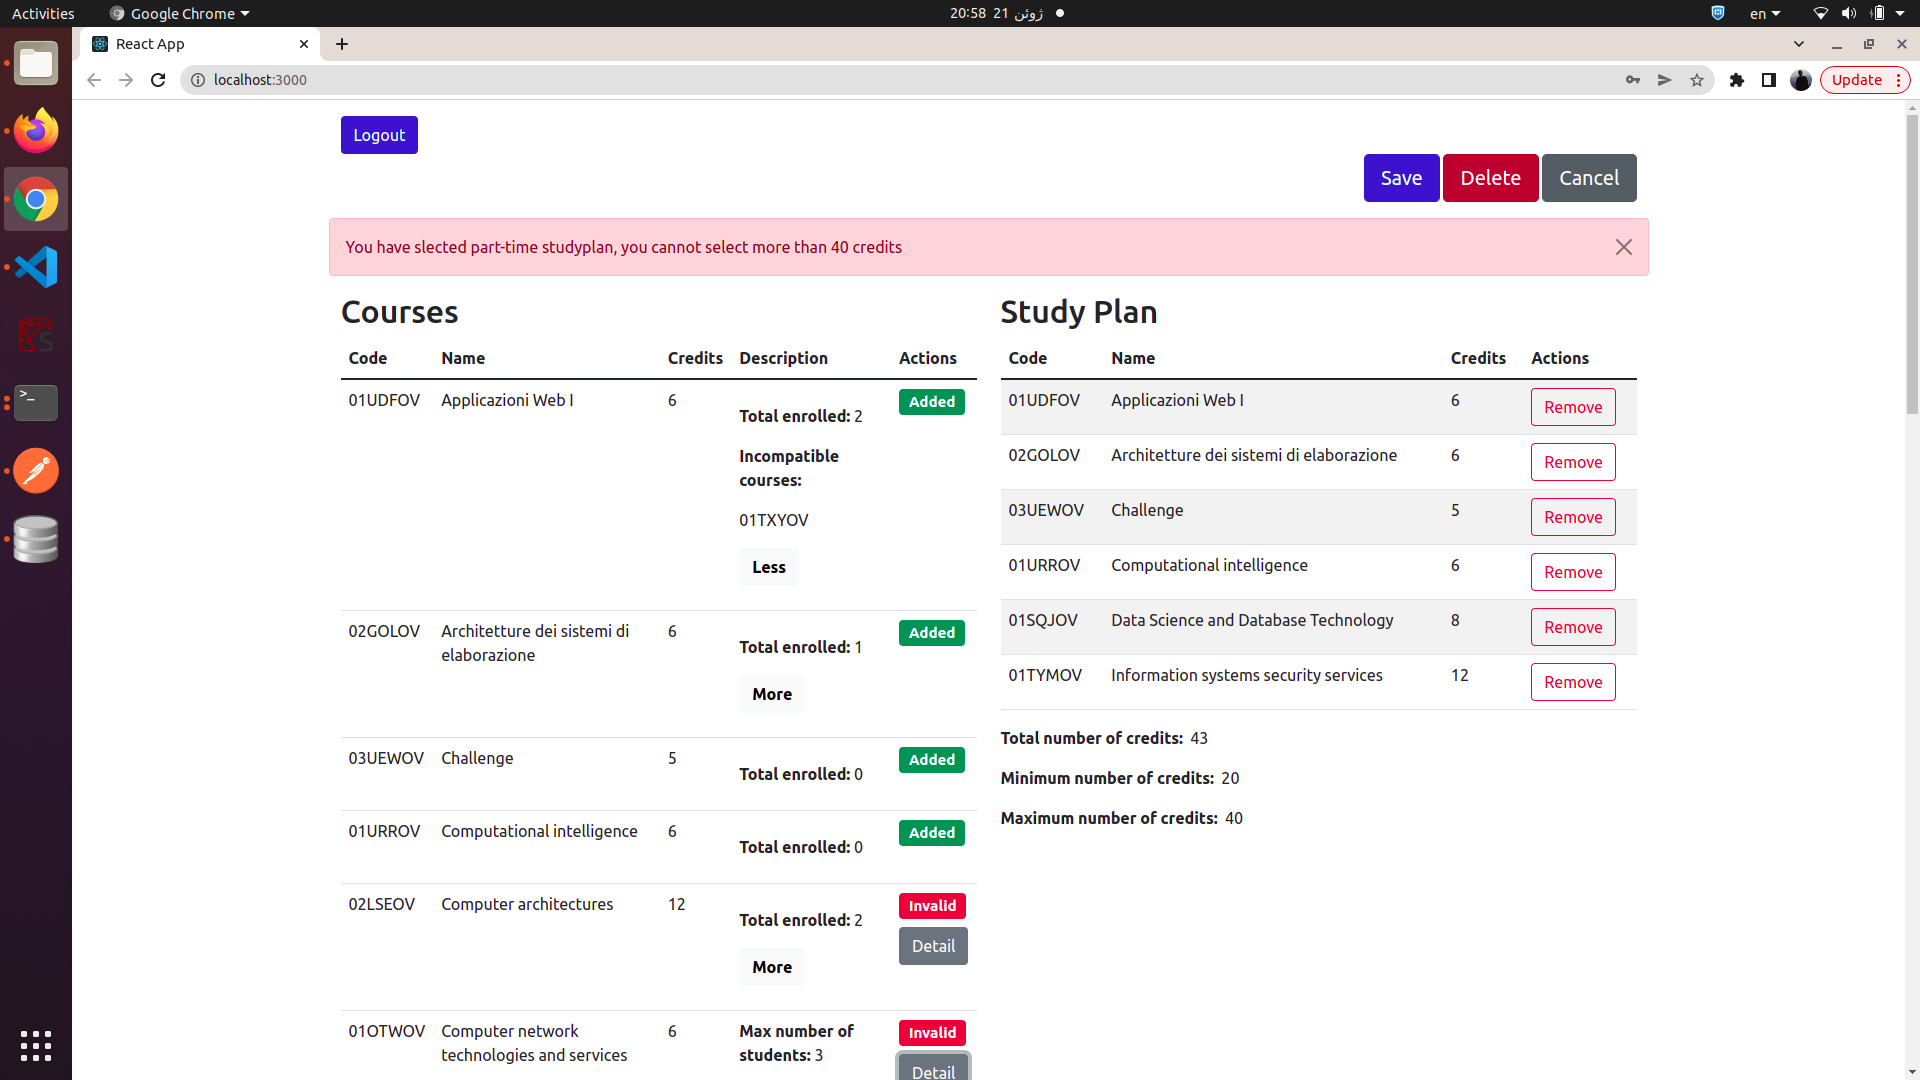 Activities
Google Chrome
20:58 21 ژوئن
en
React App
localhost:3000
Update
Logout
Save
Delete
Cancel
You have slected part-time studyplan, you cannot select more than 40 credits
Courses
Code Name Credits Description Actions
01UDFOV Applicazioni Web I 6 Total enrolled: 2 Added
Incompatible
courses:
01TXYOV
Less
02GOLOV Architetture dei sistemi di 6 Total enrolled: 1 Added
elaborazione
More
03UEWOV Challenge 5 Total enrolled: 0 Added
01URROV Computational intelligence 6 Total enrolled: 0 Added
02LSEOV Computer architectures 12 Total enrolled: 2 Invalid
Detail
More
01OTWOV Computer network 6 Max number of Invalid
technologies and services students: 3
Detail
Study Plan
Code Name Credits Actions
01UDFOV Applicazioni Web I 6 Remove
02GOLOV Architetture dei sistemi di elaborazione 6 Remove
03UEWOV Challenge 5 Remove
01URROV Computational intelligence 6 Remove
01SQJOV Data Science and Database Technology 8 Remove
01TYMOV Information systems security services 12 Remove
Total number of credits: 43
Minimum number of credits: 20
Maximum number of credits: 40